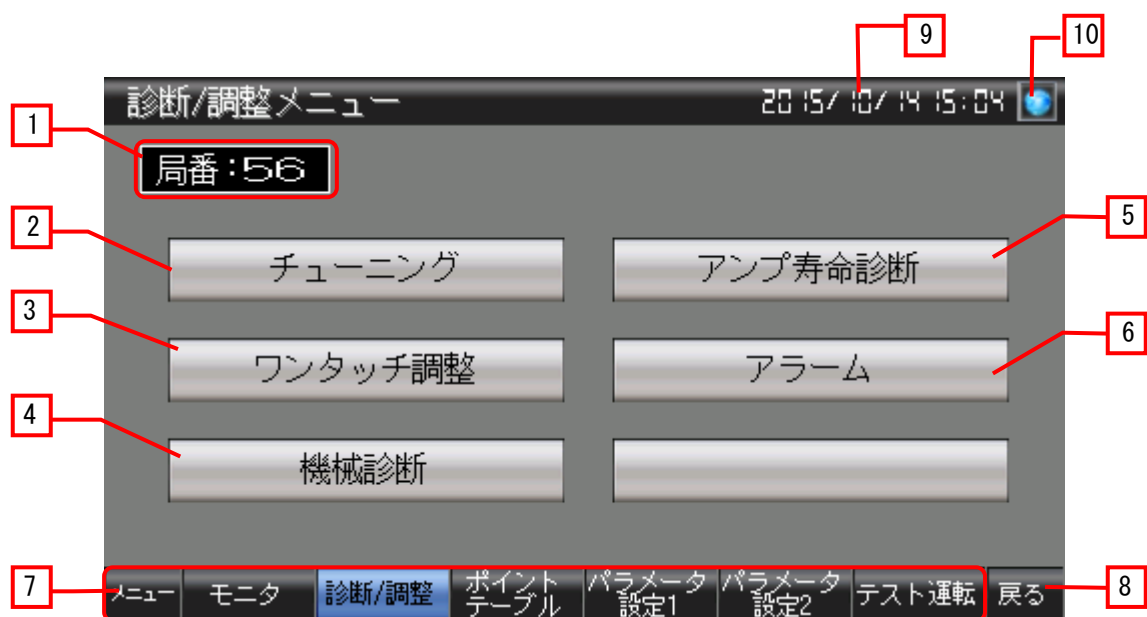 9
10
診断/調整メニュー
2015/10/14 15:04
1
局番:56
2
チューニング
アンプ寿命診断
5
3
ワンタッチ調整
アラーム
6
4
機械診断
7
メニュー
モニタ
診断/調整
ポイント
テーブル
パラメータ
設定1
パラメータ
設定2
テスト運転
戻る
8